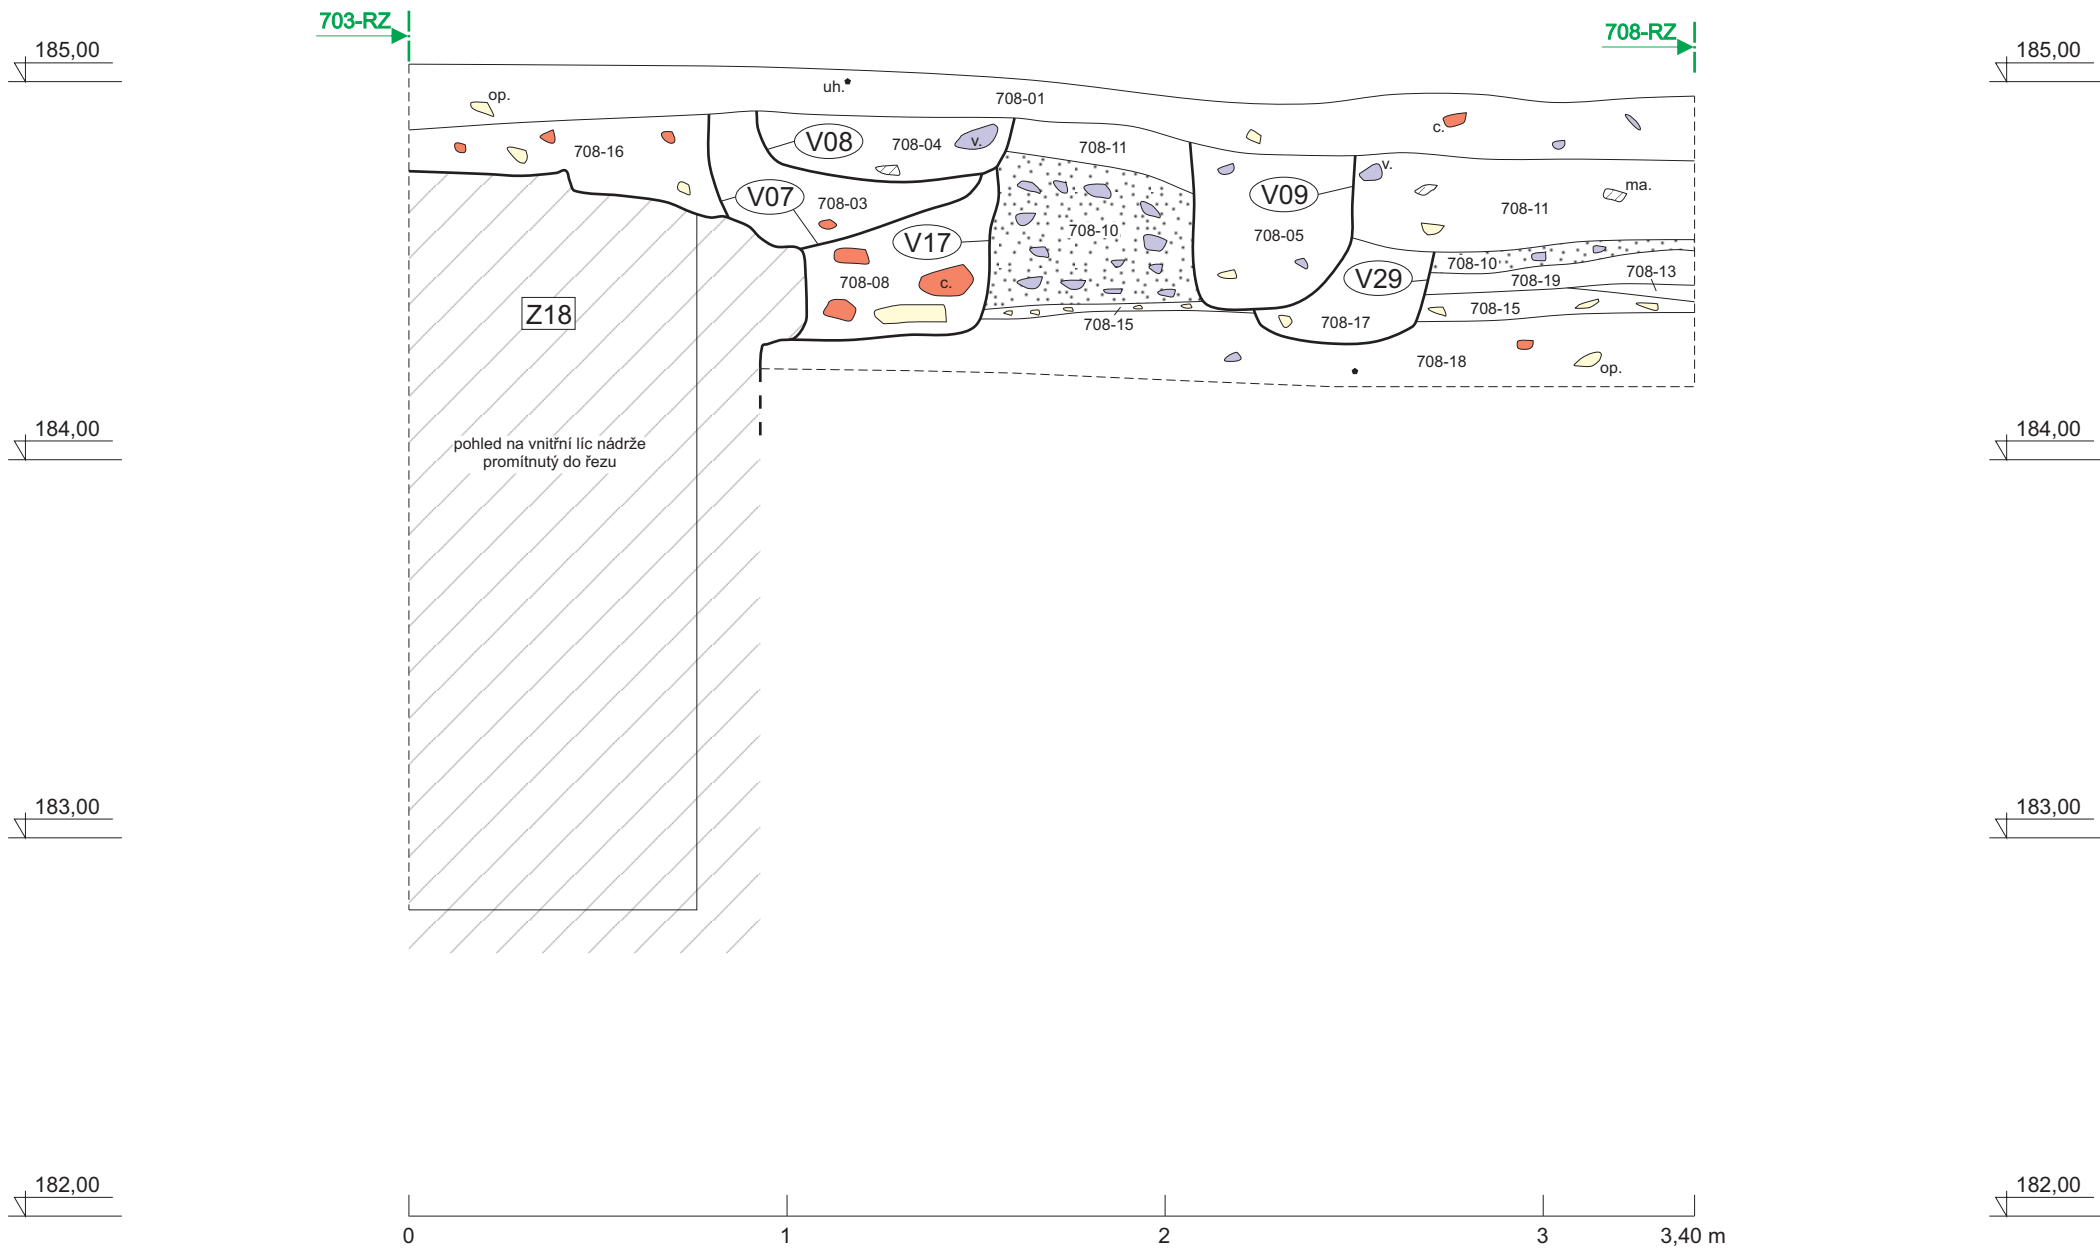 703-RZ
708-RZ
185,00
185,00
op.
uh.
708-01
c.
708-16
V08
708-04
v.
708-11
v.
V07
708-03
V09
ma.
708-11
V17
708-10
708-05
708-08
c.
V29
708-10
708-19
708-13
Z18
708-15
708-17
708-15
708-18
op.
184,00
184,00
pohled na vnitřní líc nádrže
promítnutý do řezu
183,00
183,00
182,00
182,00
0
1
2
3
3,40 m